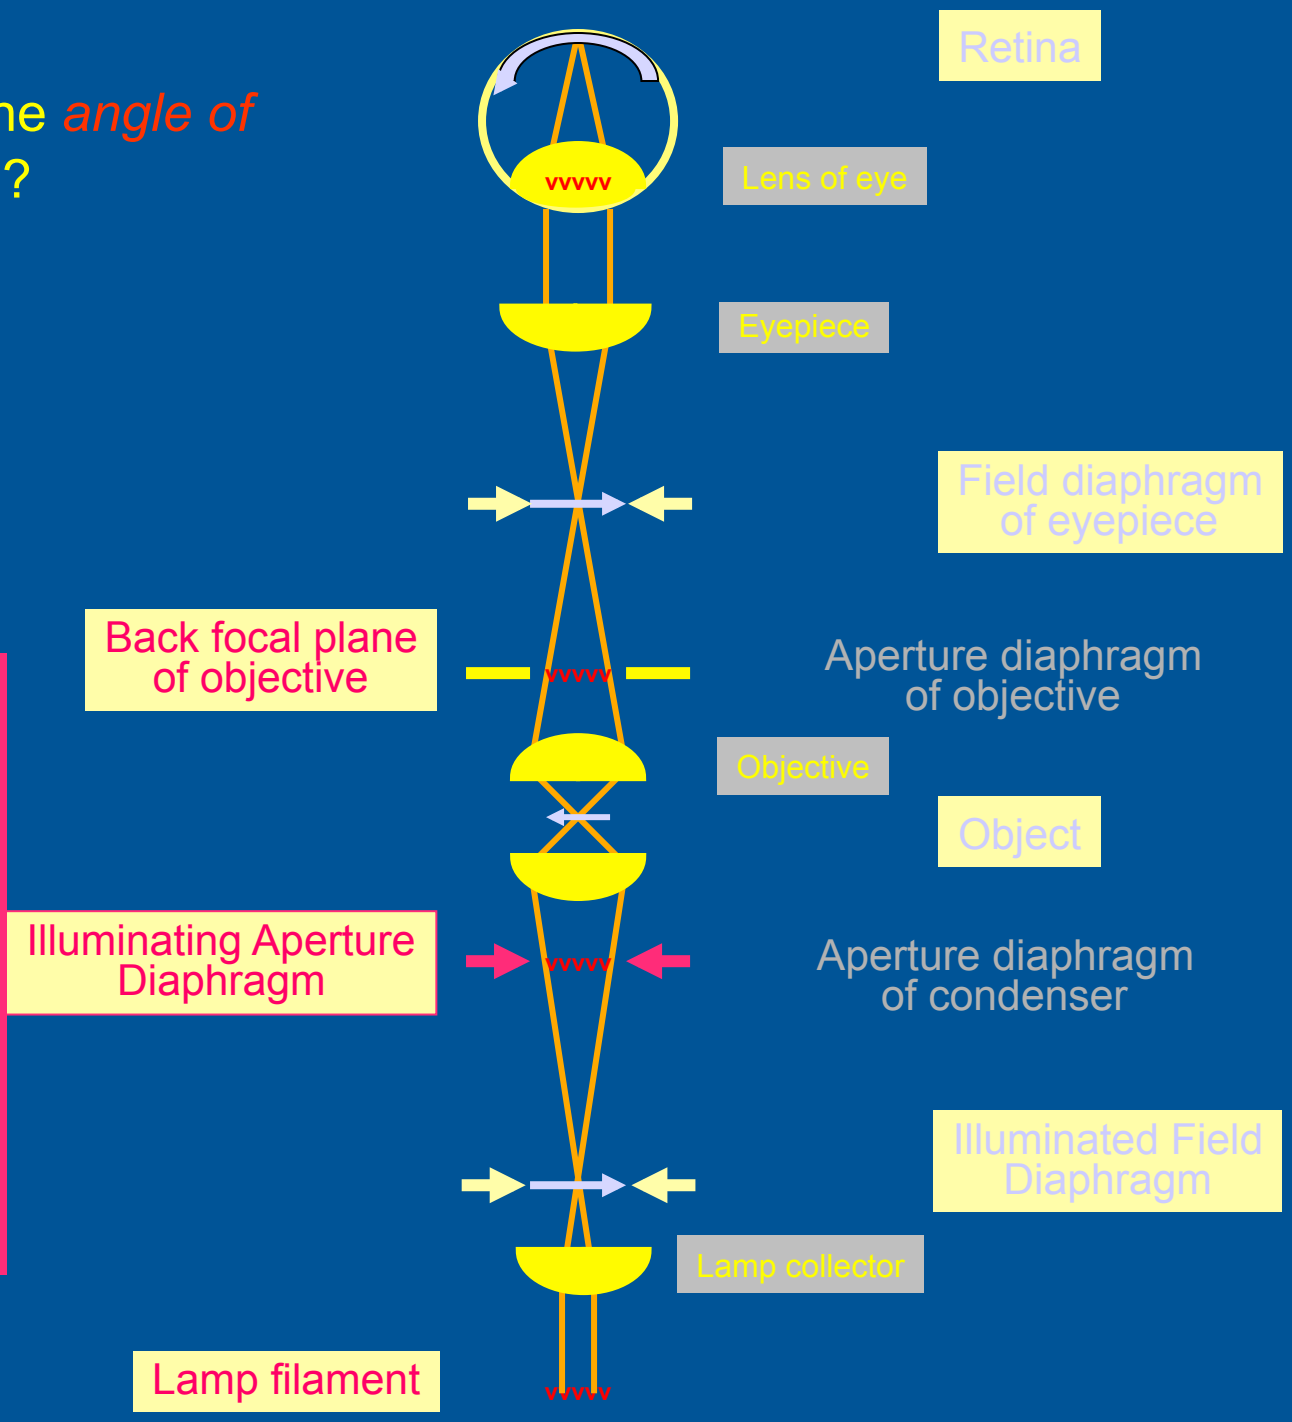 Retina
ne angle of
?
vvvvv
Lens of eye
Eyepiece
Field diaphragm
of eyepiece
Back focal plane
of objective
vvvvv
Aperture diaphragm
of objective
Objective
Object
Illuminating Aperture
Diaphragm
vvvvv
Aperture diaphragm
of condenser
Illuminated Field
Diaphragm
Lamp collector
Lamp filament
vvvvv